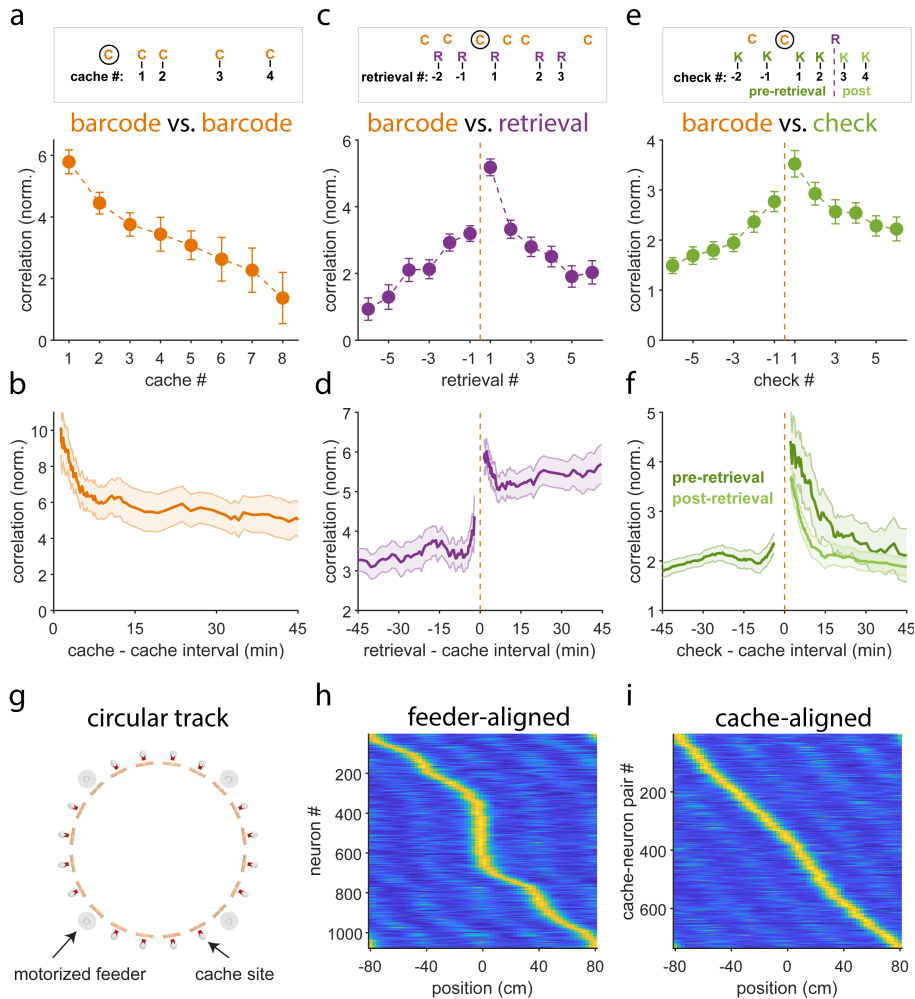 a
C C C C C
cache #: 1 2 3 4
barcode vs. barcode
6
4
2
0
correlation (norm.)
1 2 3 4 5 6 7 8
cache #
c
C C C C C C
R R R R R
retrieval #: -2 -1 1 2 3
barcode vs. retrieval
6
4
2
0
correlation (norm.)
-5 -3 -1 1 3 5
retrieval #
e
C C R
K K K K K K
check #: -2 -1 1 2 3 4
pre-retrieval post
barcode vs. check
4
3
2
1
0
correlation (norm.)
-5 -3 -1 1 3 5
check #
b
10
8
6
4
2
0
correlation (norm.)
0 15 30 45
cache - cache interval (min)
d
7
6
5
4
3
2
correlation (norm.)
-45 -30 -15 0 15 30 45
retrieval - cache interval (min)
f
5
4
3
2
1
correlation (norm.)
pre-retrieval
post-retrieval
-45 -30 -15 0 15 30 45
check - cache interval (min)
g
circular track
motorized feeder
cache site
h
feeder-aligned
200
400
600
800
1000
neuron #
-80 -40 0 40 80
position (cm)
i
cache-aligned
200
400
600
cache-neuron pair #
-80 -40 0 40 80
position (cm)